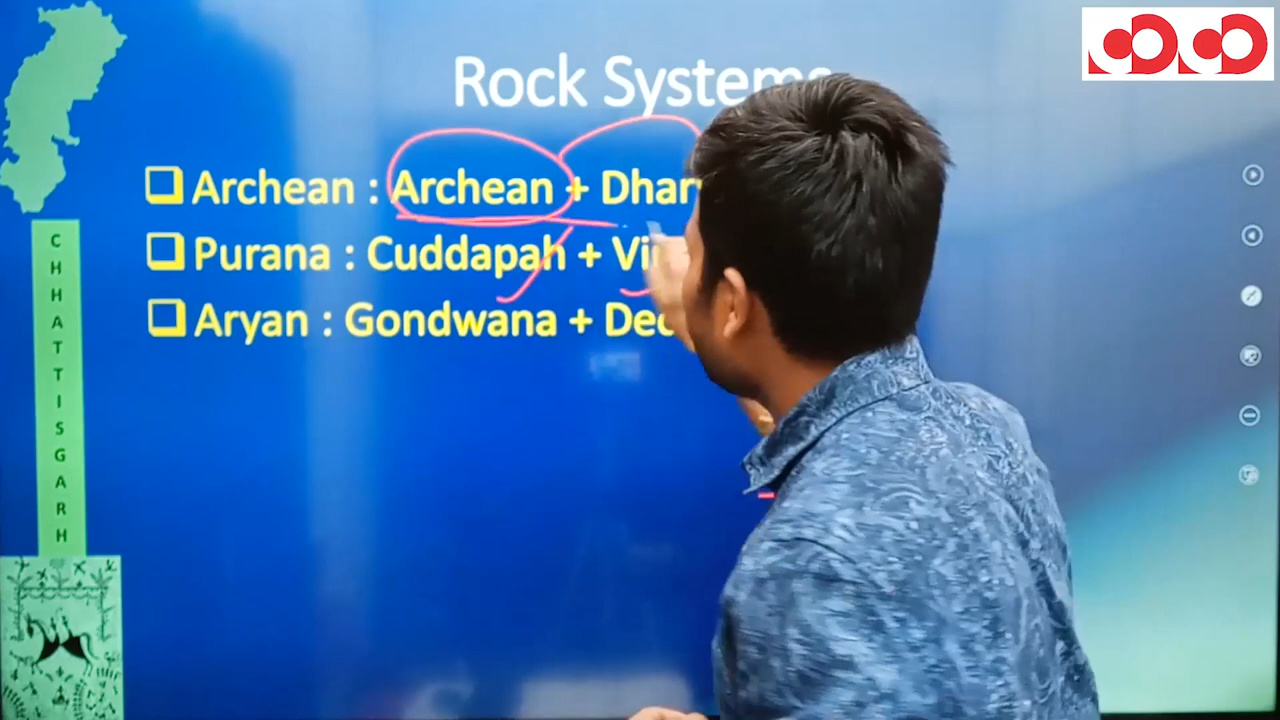 Rock Systems
Archean : Archean +
Purana : Cuddapah +
Aryan : Gondwana +
CHHATTISGARH